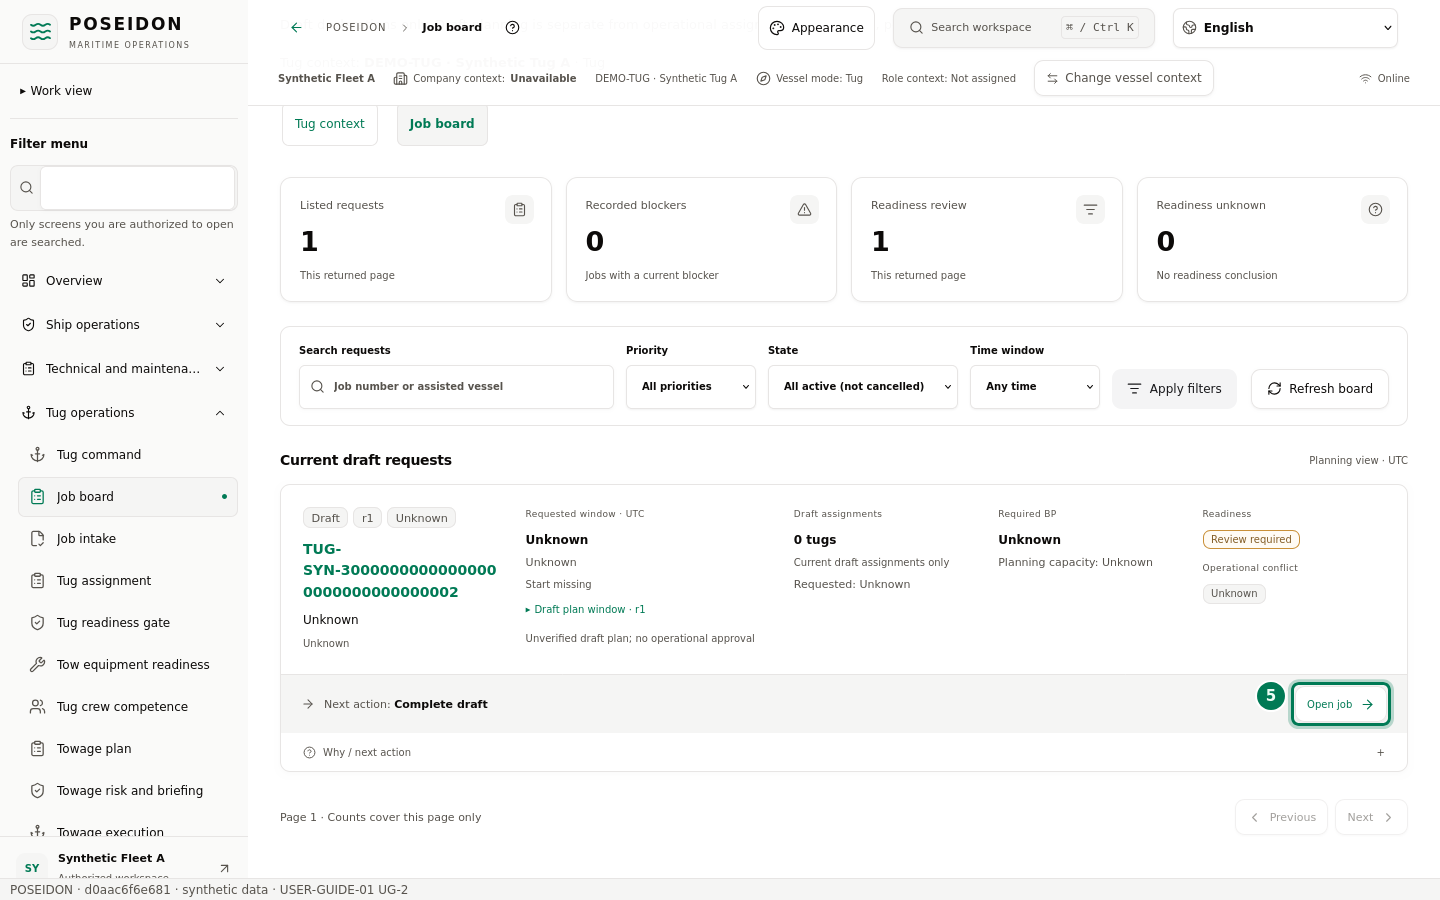 POSEIDON
MARITIME OPERATIONS
Work view
Filter menu
Only screens you are authorized to open
are searched.
Overview
Ship operations
Technical and maintena...
Tug operations
Tug command
Job board
Job intake
Tug assignment
Tug readiness gate
Tow equipment readiness
Tug crew competence
Towage plan
Towage risk and briefing
Towage execution
SY
Synthetic Fleet A
POSEIDON
Job board
Appearance
Search workspace
⌘ / Ctrl K
English
Synthetic Fleet A
Company context: Unavailable
DEMO-TUG · Synthetic Tug A
Vessel mode: Tug
Role context: Not assigned
Change vessel context
Online
Tug context
Job board
Listed requests
1
This returned page
Recorded blockers
0
Jobs with a current blocker
Readiness review
1
This returned page
Readiness unknown
0
No readiness conclusion
Search requests
Job number or assisted vessel
Priority
All priorities
State
All active (not cancelled)
Time window
Any time
Apply filters
Refresh board
Current draft requests
Planning view · UTC
Draft
r1
Unknown
TUG-
SYN-3000000000000000
0000000000000002
Unknown
Unknown
Requested window · UTC
Unknown
Unknown
Start missing
Draft plan window · r1
Unverified draft plan; no operational approval
Draft assignments
0 tugs
Current draft assignments only
Requested: Unknown
Required BP
Unknown
Planning capacity: Unknown
Readiness
Review required
Operational conflict
Unknown
Next action: Complete draft
5
Open job
Why / next action
+
Page 1 · Counts cover this page only
Previous
Next
POSEIDON · d0aac6f6e681 · synthetic data · USER-GUIDE-01 UG-2